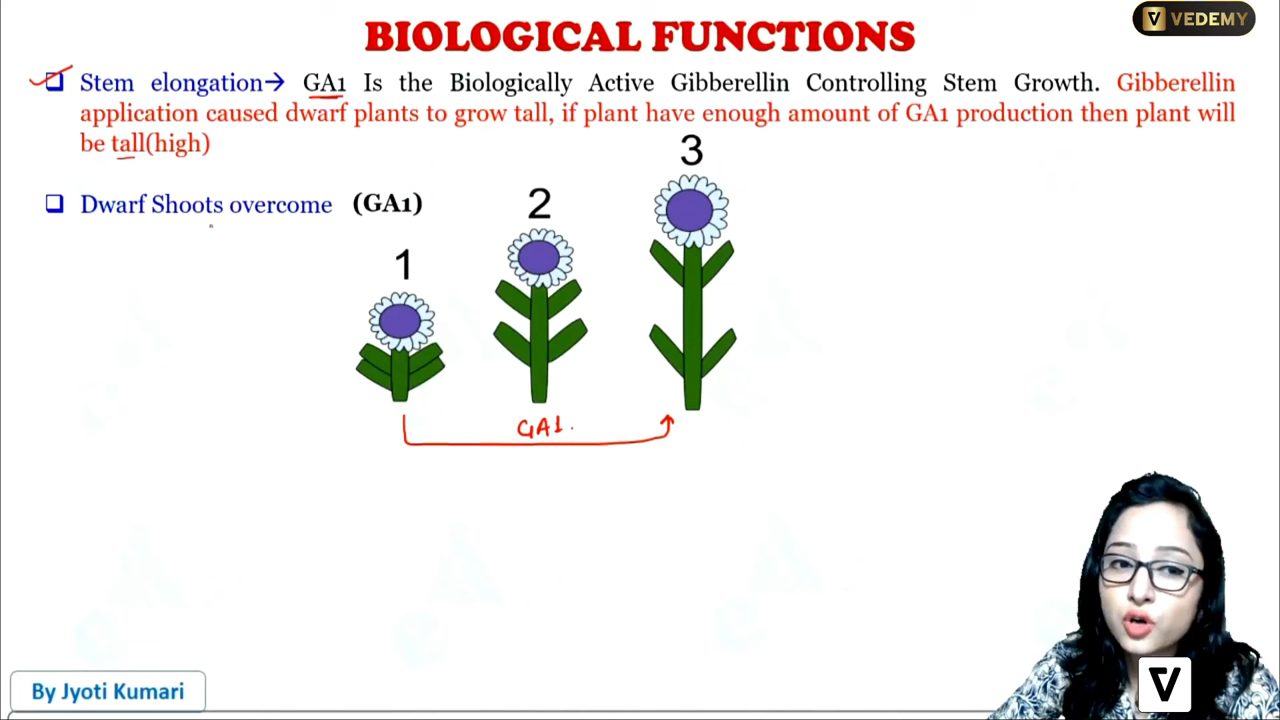 BIOLOGICAL FUNCTIONS
VEDEMY
Stem elongation→ GA1 Is the Biologically Active Gibberellin Controlling Stem Growth. Gibberellin
application caused dwarf plants to grow tall, if plant have enough amount of GA1 production then plant will
be tall(high)
Dwarf Shoots overcome (GA1)
3
2
1
GA1.
By Jyoti Kumari